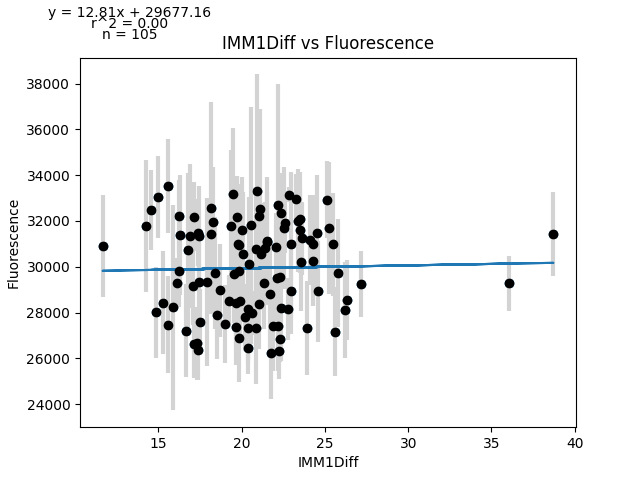 y = 12.81x + 29677.16
r^2 = 0.00
n = 105
IMM1Diff vs Fluorescence
Fluorescence
38000
36000
34000
32000
30000
28000
26000
24000
15 20 25 30 35 40
IMM1Diff